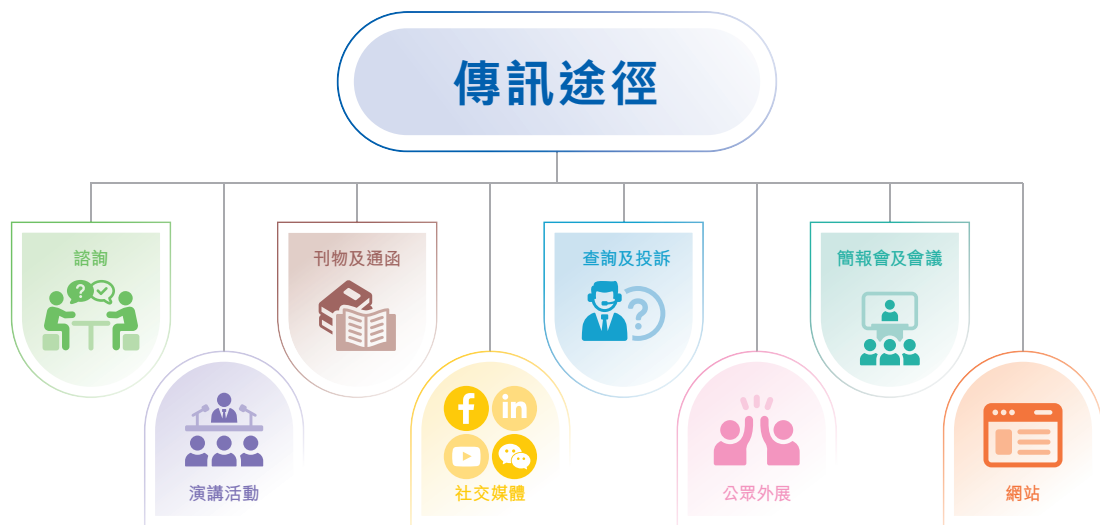 傳訊途徑
諮詢
刊物及通函
查詢及投訴
簡報會及會議
演講活動
社交媒體
公眾外展
網站